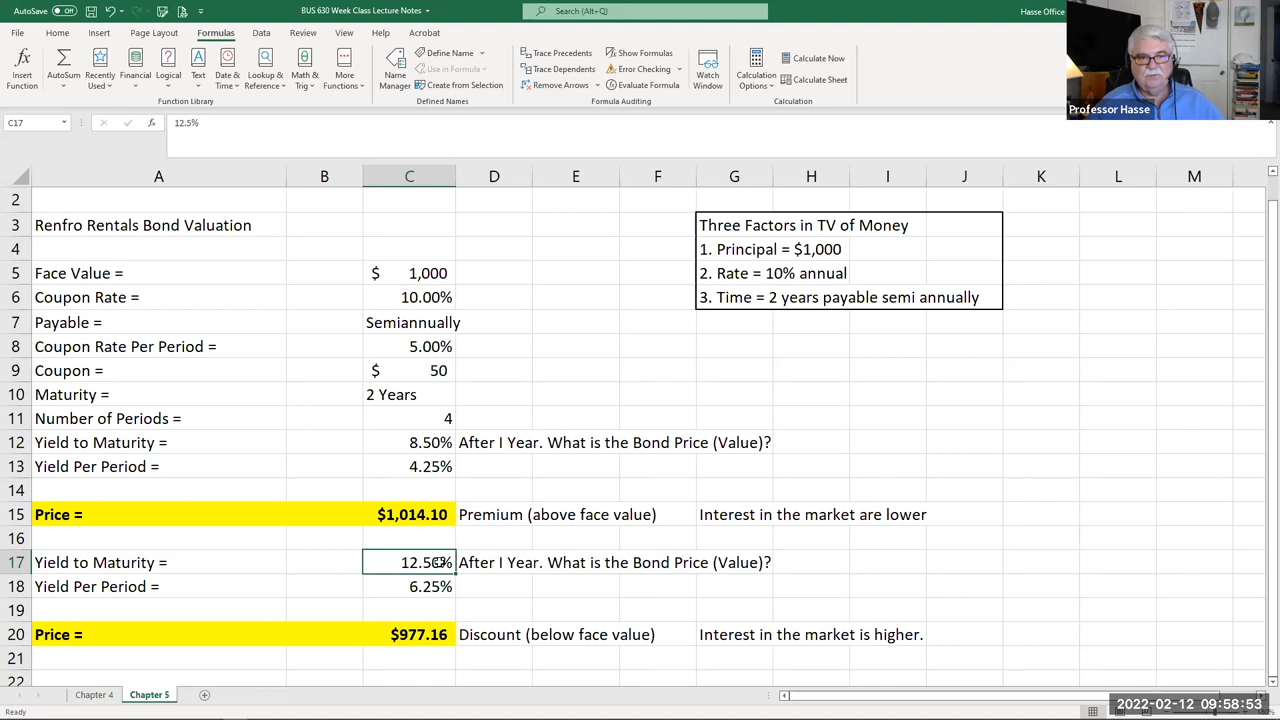 AutoSave Off BUS 630 Week Class Lecture Notes Search (Alt+Q) Hasse Office
File Home Insert Page Layout Formulas Data Review View Help Acrobat
fx Insert Function
Σ AutoSum
Recently Used
Financial
Logical
Text
Date & Time
Lookup & Reference
Math & Trig
More Functions
Function Library
Name Manager
Define Name
Use in Formula
Create from Selection
Defined Names
Trace Precedents
Trace Dependents
Remove Arrows
Show Formulas
Error Checking
Evaluate Formula
Formula Auditing
Watch Window
Calculation Options
Calculate Now
Calculate Sheet
Calculation
Professor Hasse
C17 fx 12.5%
A B C D E F G H I J K L M
2
3 Renfro Rentals Bond Valuation Three Factors in TV of Money
4 1. Principal = $1,000
5 Face Value = $ 1,000 2. Rate = 10% annual
6 Coupon Rate = 10.00% 3. Time = 2 years payable semi annually
7 Payable = Semiannually
8 Coupon Rate Per Period = 5.00%
9 Coupon = $ 50
10 Maturity = 2 Years
11 Number of Periods = 4
12 Yield to Maturity = 8.50% After I Year. What is the Bond Price (Value)?
13 Yield Per Period = 4.25%
14
15 Price = $1,014.10 Premium (above face value) Interest in the market are lower
16
17 Yield to Maturity = 12.50% After I Year. What is the Bond Price (Value)?
18 Yield Per Period = 6.25%
19
20 Price = $977.16 Discount (below face value) Interest in the market is higher.
21
22
Chapter 4 Chapter 5
2022-02-12 09:58:53
Ready